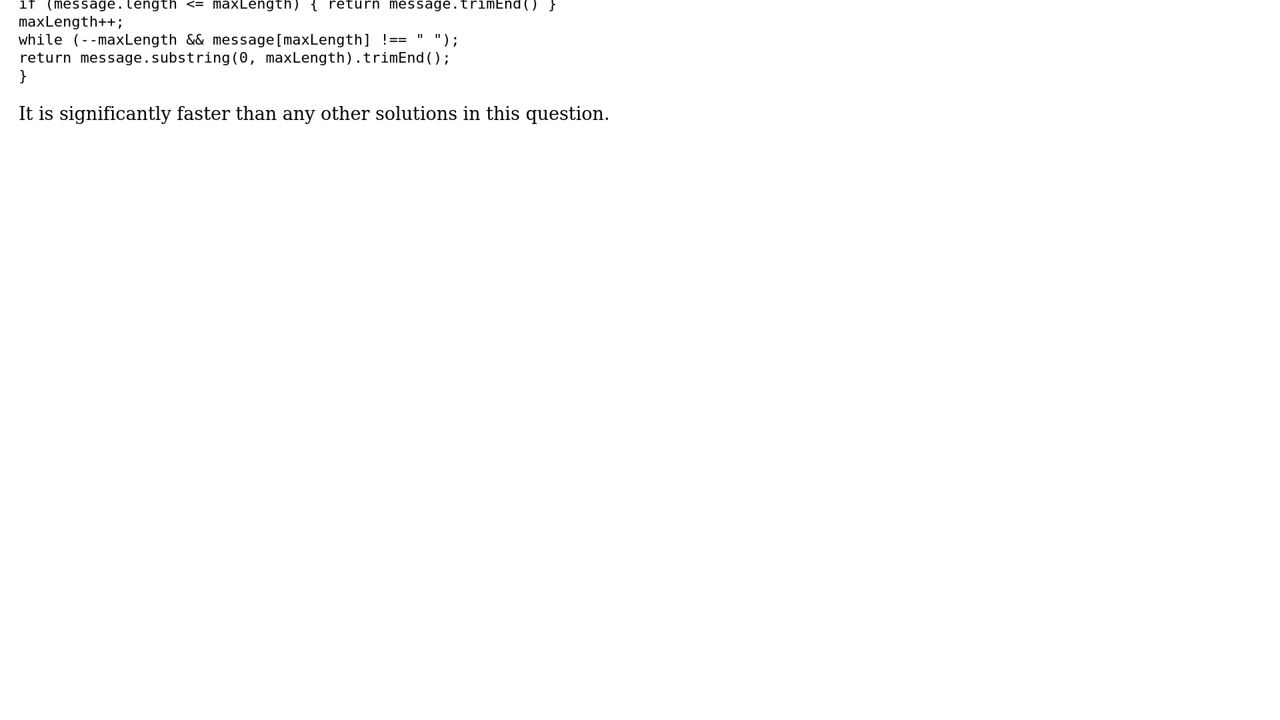 if (message.length <= maxLength) { return message.trimEnd() }
maxLength++;
while (--maxLength && message[maxLength] !== " ");
return message.substring(0, maxLength).trimEnd();
}
It is significantly faster than any other solutions in this question.